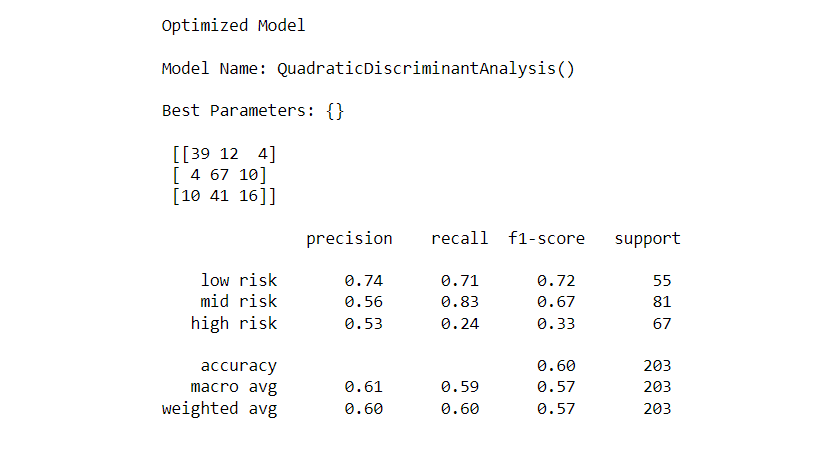 Optimized Model
Model Name: QuadraticDiscriminantAnalysis()
Best Parameters: {}
[[39 12  4]
[ 4 67 10]
[10 41 16]]
precision recall f1-score support
low risk 0.74 0.71 0.72 55
mid risk 0.56 0.83 0.67 81
high risk 0.53 0.24 0.33 67
accuracy 0.60 203
macro avg 0.61 0.59 0.57 203
weighted avg 0.60 0.60 0.57 203